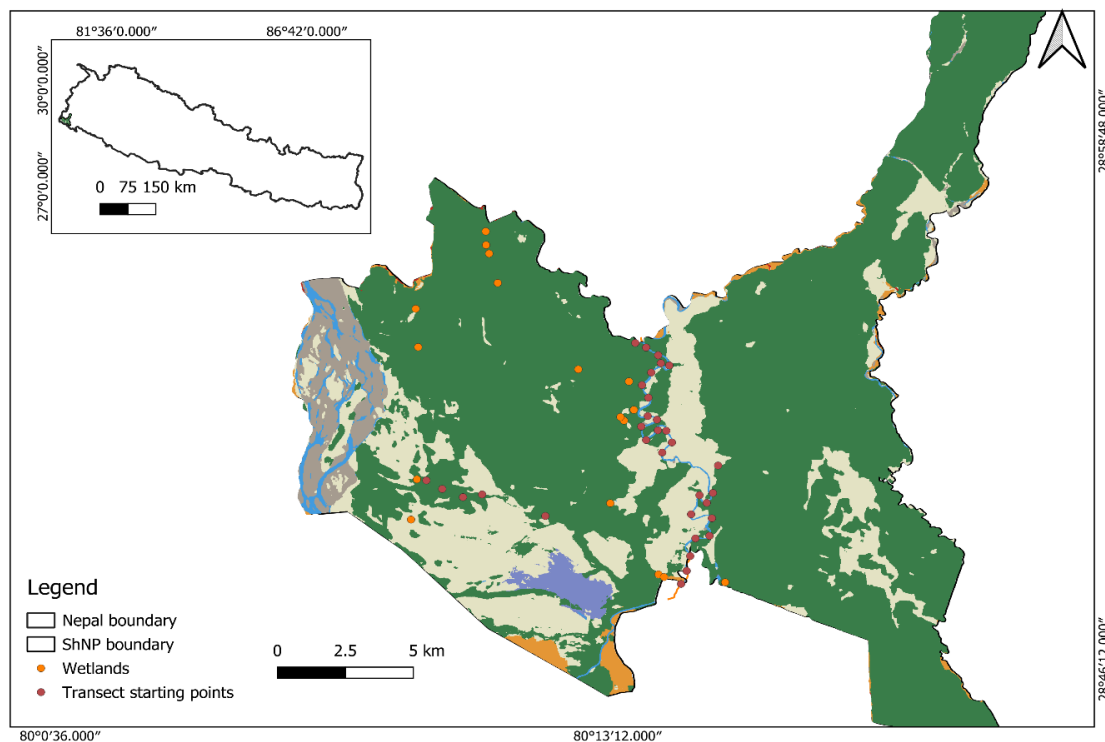 81°36′0.000″ 86°42′0.000″
30°0′0.000″
27°0′0.000″
0 75 150 km
28°58′48.000″
28°46′12.000″
Legend
Nepal boundary
ShNP boundary
Wetlands
Transect starting points
0 2.5 5 km
80°0′36.000″ 80°13′12.000″